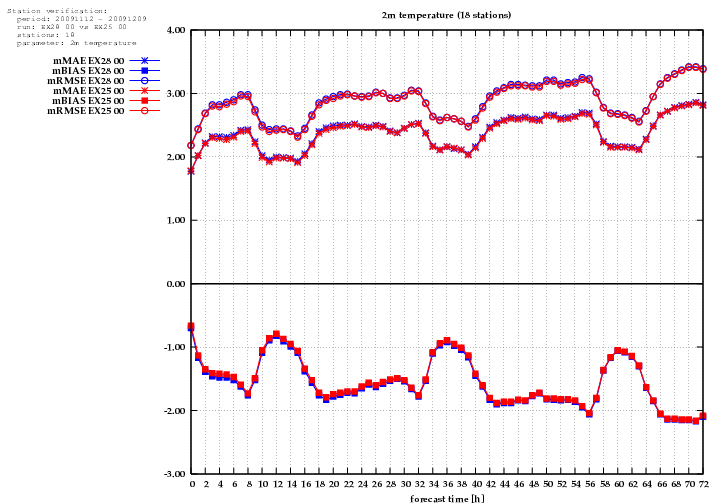 Station verification:
period: 20091112 - 20091209
run: EX28 00 vs EX25 00
stations: 18
parameter: 2m temperature
2m temperature (18 stations)
mMAE EX28 00
mBIAS EX28 00
mRMSE EX28 00
mMAE EX25 00
mBIAS EX25 00
mRMSE EX25 00
4.00
3.00
2.00
1.00
0.00
-1.00
-2.00
-3.00
0 2 4 6 8 10 12 14 16 18 20 22 24 26 28 30 32 34 36 38 40 42 44 46 48 50 52 54 56 58 60 62 64 66 68 70 72
forecast time [h]